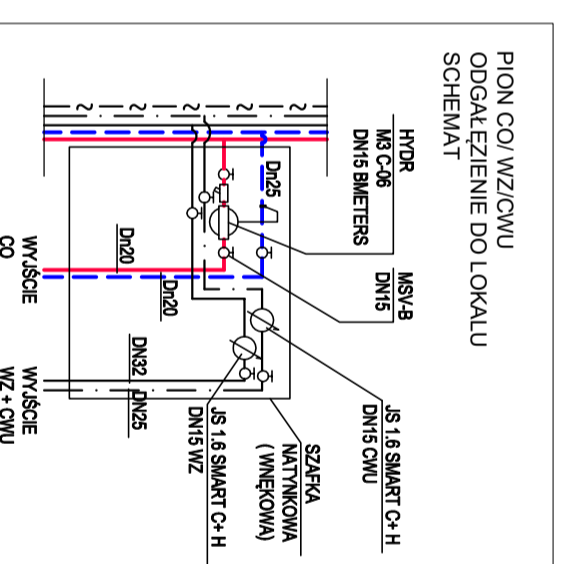 PION CO/ WZ/CWU
ODGAŁĘZIENIE DO LOKALU
SCHEMAT
HYDR
M3 C-06
DN15 BMETERS
MSV-B
DN15
JS 1.6 SMART C+ H
DN15 CWU
SZAFKA
NATYNKOWA
( WNĘKOWA)
JS 1.6 SMART C+ H
DN15 WZ
Dn25
Dn20
Dn20
DN32
DN25
WYJŚCIE
CO
WYJŚCIE
WZ + CWU